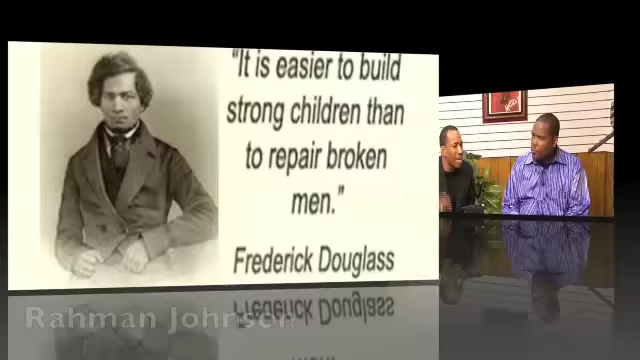 "It is easier to build
strong children than
to repair broken
men."
Frederick Douglass
Rahman Johnson